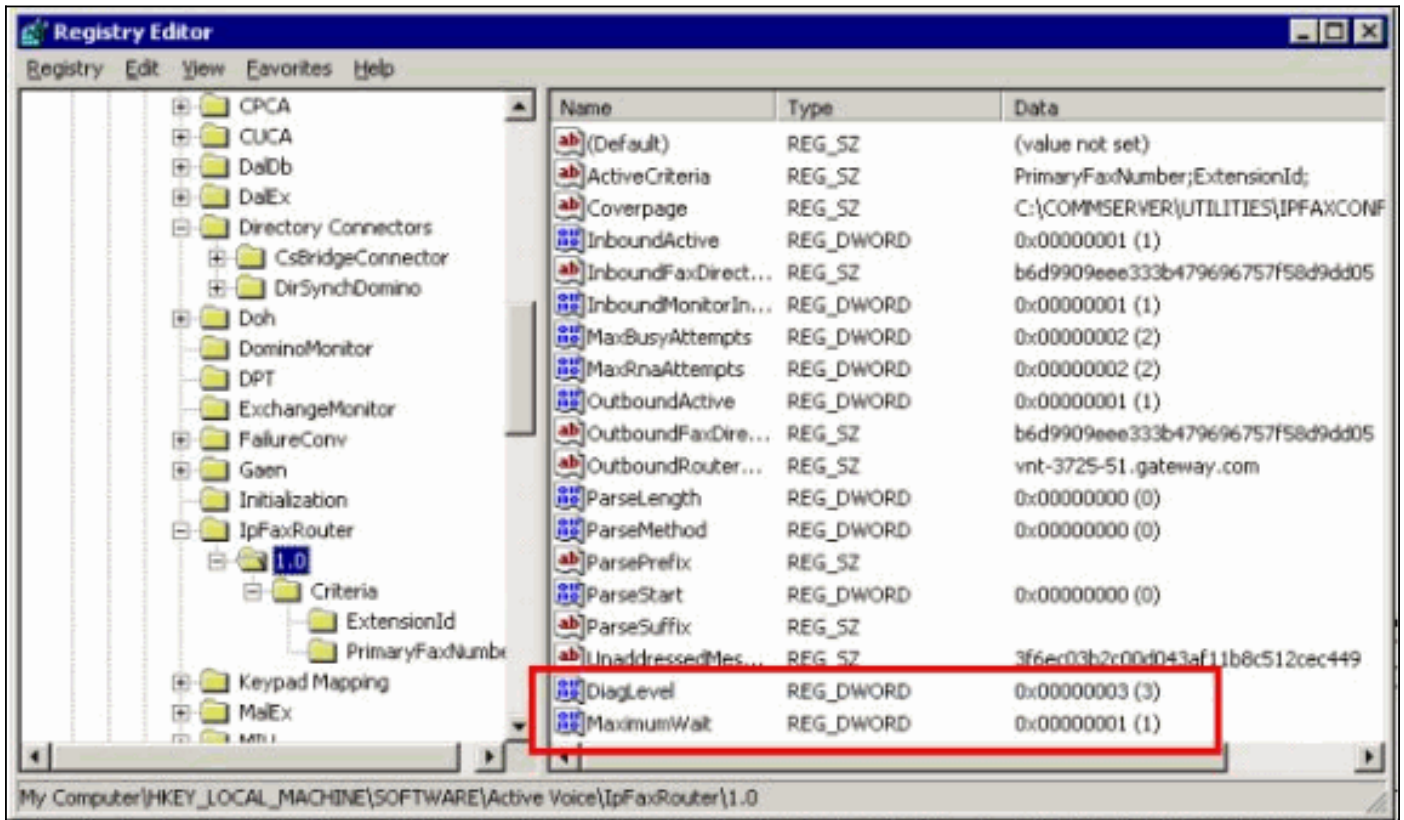 Registry Editor
Registry Edit View Favorites Help
CPCA
CUCA
DalDb
DalEx
Directory Connectors
CsBridgeConnector
DirSynchDomino
Doh
DominoMonitor
DPT
ExchangeMonitor
FailureConv
Gaen
Initialization
IpFaxRouter
1.0
Criteria
ExtensionId
PrimaryFaxNumbe
Keypad Mapping
MalEx
Name Type Data
(Default) REG_SZ (value not set)
ActiveCriteria REG_SZ PrimaryFaxNumber;ExtensionId;
Coverpage REG_SZ C:\COMMSERVER\UTILITIES\IPFAXCONF
InboundActive REG_DWORD 0x00000001 (1)
InboundFaxDirect... REG_SZ b6d9909eee333b479696757f58d9dd05
InboundMonitorIn... REG_DWORD 0x00000001 (1)
MaxBusyAttempts REG_DWORD 0x00000002 (2)
MaxRnaAttempts REG_DWORD 0x00000002 (2)
OutboundActive REG_DWORD 0x00000001 (1)
OutboundFaxDire... REG_SZ b6d9909eee333b479696757f58d9dd05
OutboundRouter... REG_SZ vnt-3725-51.gateway.com
ParseLength REG_DWORD 0x00000000 (0)
ParseMethod REG_DWORD 0x00000000 (0)
ParsePrefix REG_SZ
ParseStart REG_DWORD 0x00000000 (0)
ParseSuffix REG_SZ
UnaddressedMes... REG_SZ 3f6ec03b2c00d043af11b8c512cec449
DiagLevel REG_DWORD 0x00000003 (3)
MaximumWait REG_DWORD 0x00000001 (1)
My Computer\HKEY_LOCAL_MACHINE\SOFTWARE\Active Voice\IpFaxRouter\1.0